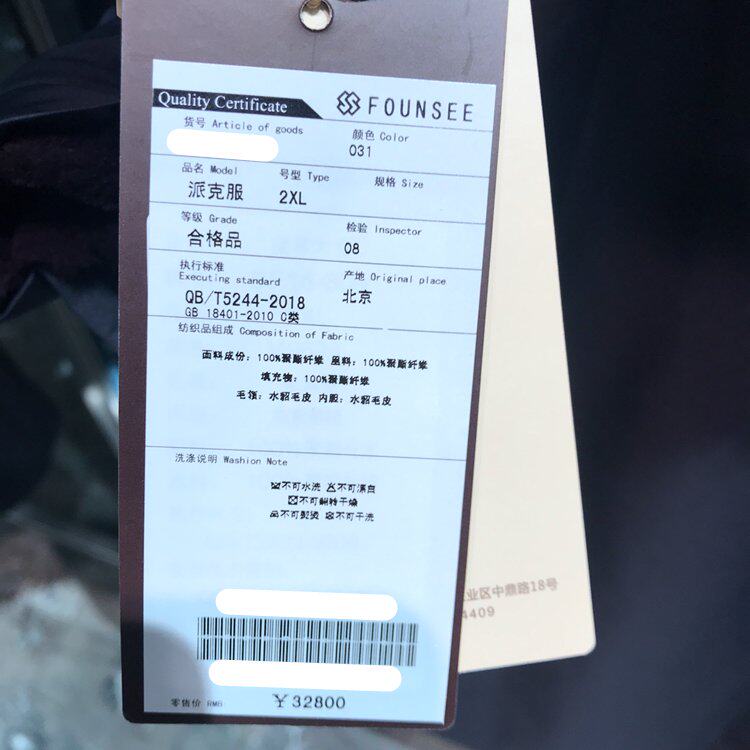 Quality Certificate
FOUNSEE
货号 Article of goods
颜色 Color
031
品名 Model
号型 Type
规格 Size
派克服
2XL
等级 Grade
检验 Inspector
合格品
08
执行标准
Executing standard
产地 Original place
QB/T5244-2018
北京
GB 18401-2010 C类
纺织品组成 Composition of Fabric
面料成份：100%聚酯纤维 里料：100%聚酯纤维
填充物：100%聚酯纤维
毛领：水貂毛皮 内胆：水貂毛皮
洗涤说明 Washion Note
不可水洗 不可漂白
不可翻转干燥
不可熨烫 不可干洗
业区中鼎路18号
4409
零售价 RMB
¥32800